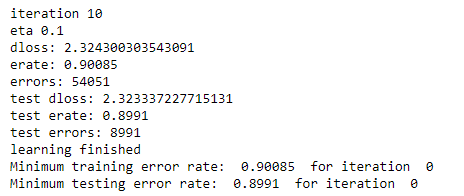 iteration 10
eta 0.1
dloss: 2.324300303543091
erate: 0.90085
errors: 54051
test dloss: 2.323337227715131
test erate: 0.8991
test errors: 8991
learning finished
Minimum training error rate:  0.90085  for iteration  0
Minimum testing error rate:  0.8991  for iteration  0